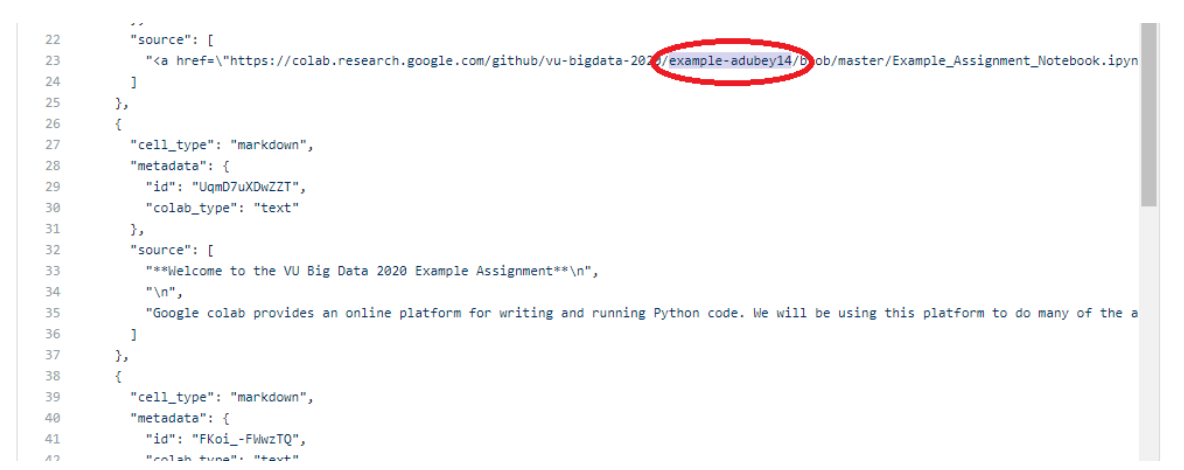 22 "source": [
23 "<a href=\"https://colab.research.google.com/github/vu-bigdata-2020/example-adubey14/blob/master/Example_Assignment_Notebook.ipyn
24 ]
25 },
26 {
27 "cell_type": "markdown",
28 "metadata": {
29 "id": "UqmD7uXDwZZT",
30 "colab_type": "text"
31 },
32 "source": [
33 "**Welcome to the VU Big Data 2020 Example Assignment**\n",
34 "\n",
35 "Google colab provides an online platform for writing and running Python code. We will be using this platform to do many of the a
36 ]
37 },
38 {
39 "cell_type": "markdown",
40 "metadata": {
41 "id": "FKoi_-FWwzTQ",
42 "colab_type": "text"